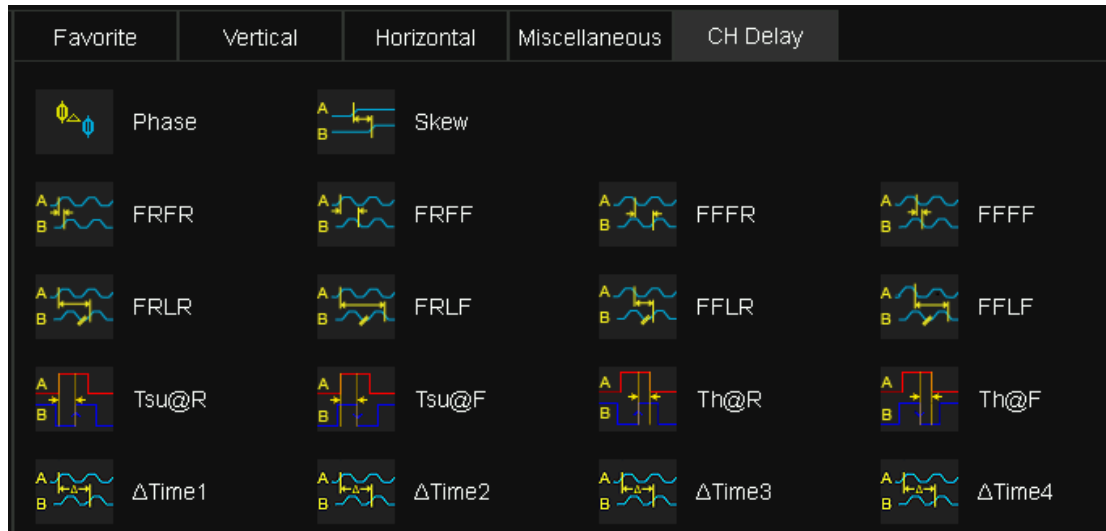 Favorite Vertical Horizontal Miscellaneous CH Delay
Φ△Φ Phase A B Skew
A B FRFR A B FRFF A B FFFR A B FFFF
A B FRLR A B FRLF A B FFLR A B FFLF
A B Tsu@R A B Tsu@F A B Th@R A B Th@F
A B Δ ΔTime1 A B Δ ΔTime2 A B Δ ΔTime3 A B Δ ΔTime4